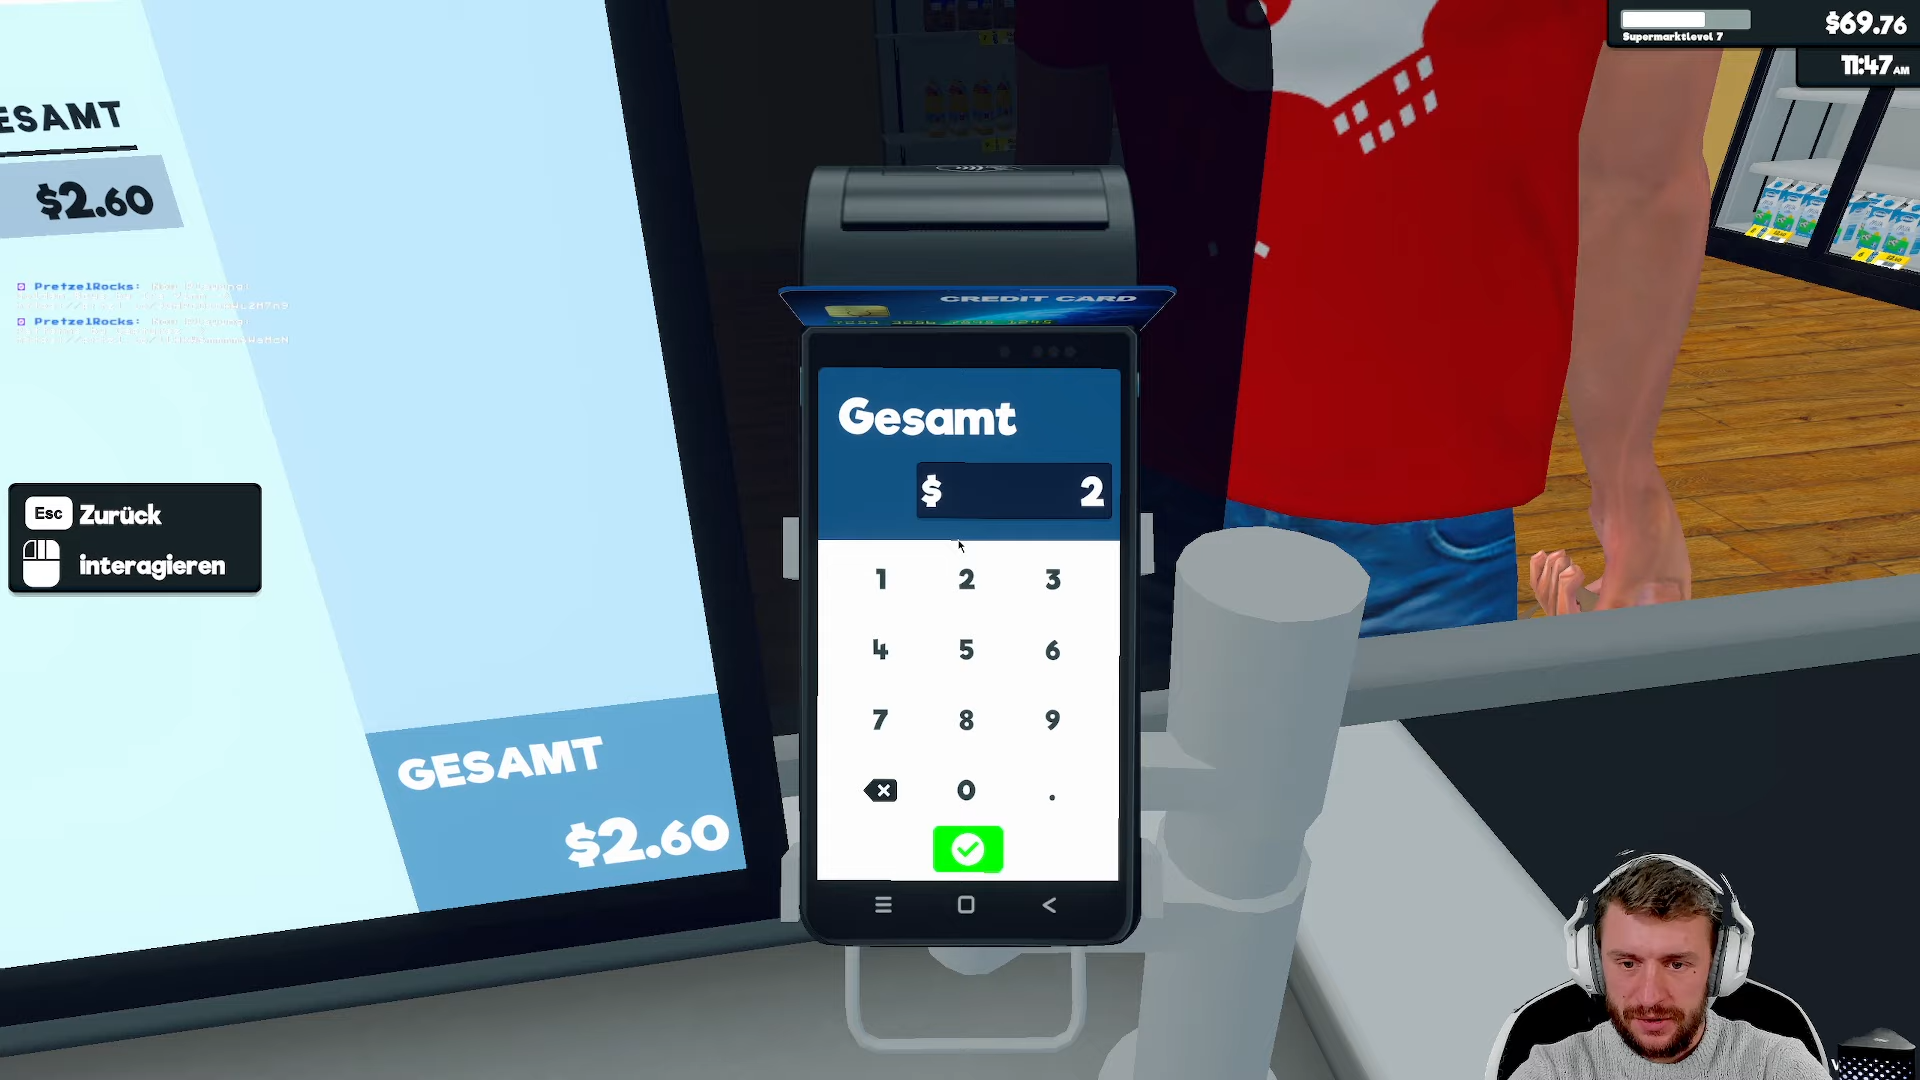 $69.76
Supermarktlevel 7
11:47 AM
ESAMT
$2.60
PretzelRocks:
PretzelRocks:
CREDIT CARD
Gesamt
$ 2
Esc Zurück
interagieren
1 2 3
4 5 6
7 8 9
0 .
GESAMT
$2.60